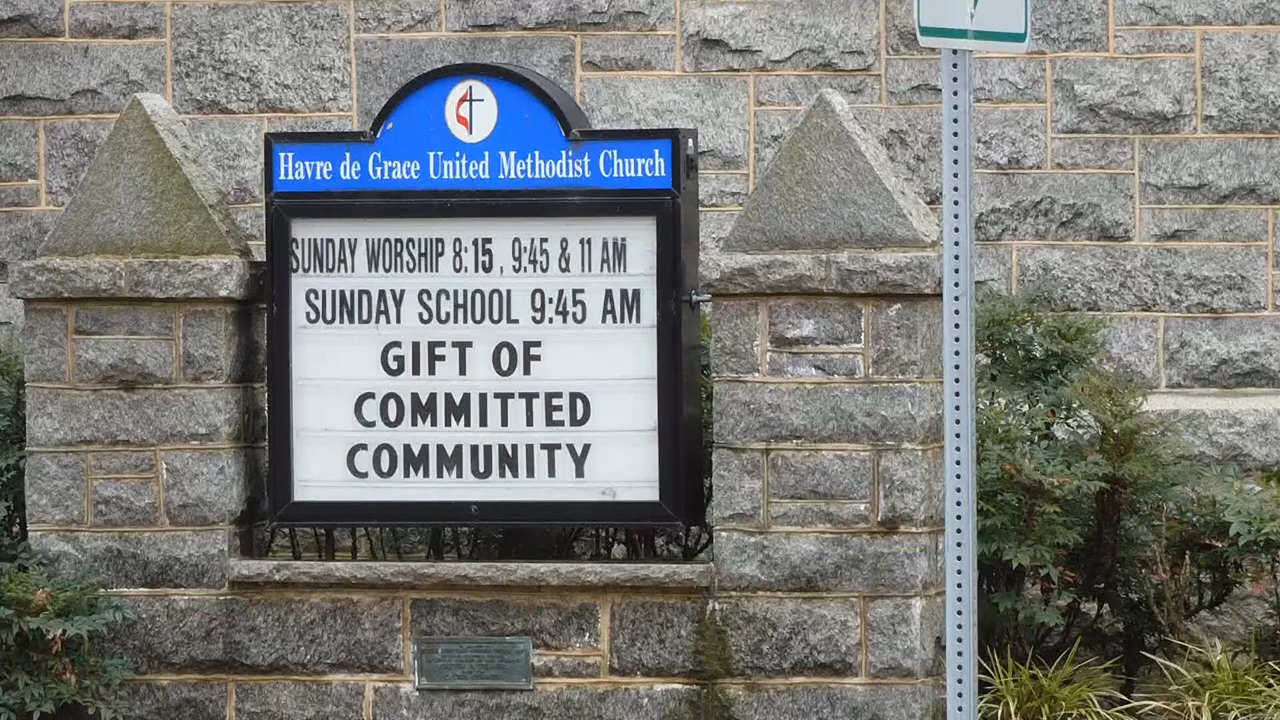 Havre de Grace United Methodist Church
SUNDAY WORSHIP 8:15, 9:45 & 11 AM
SUNDAY SCHOOL 9:45 AM
GIFT OF
COMMITTED
COMMUNITY